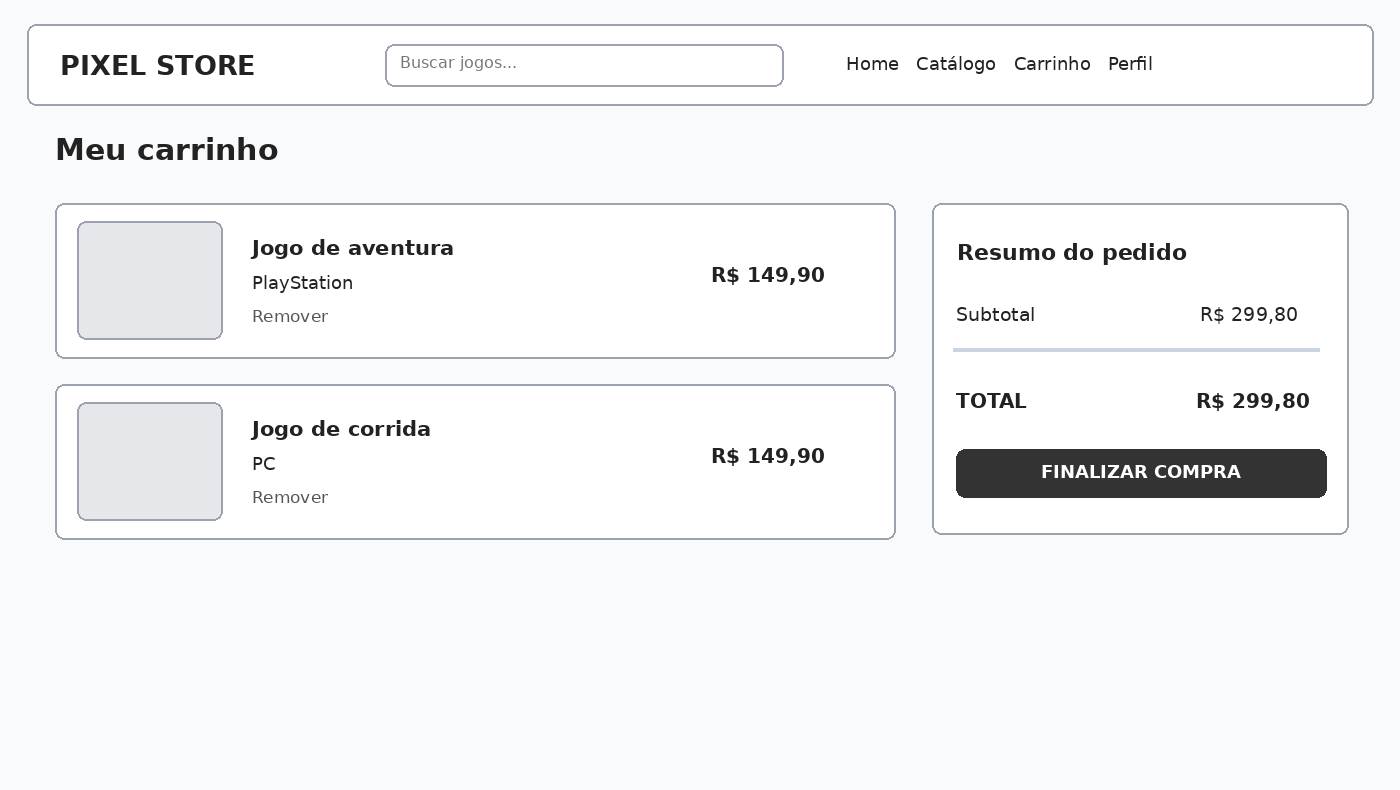 PIXEL STORE
Buscar jogos...
Home Catálogo Carrinho Perfil
Meu carrinho
Jogo de aventura
PlayStation
Remover
R$ 149,90
Jogo de corrida
PC
Remover
R$ 149,90
Resumo do pedido
Subtotal R$ 299,80
TOTAL R$ 299,80
FINALIZAR COMPRA